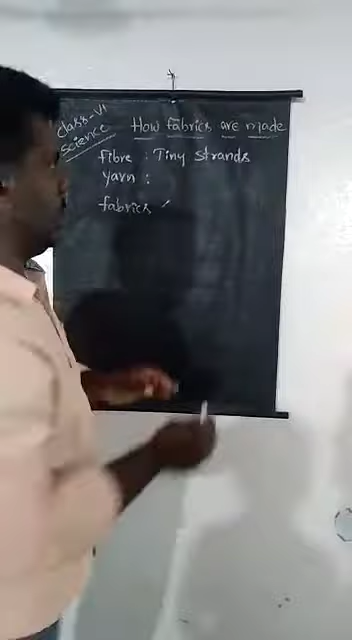 Class-VI
Science
How fabrics are made
Fibre : Tiny strands
Yarn :
fabrics